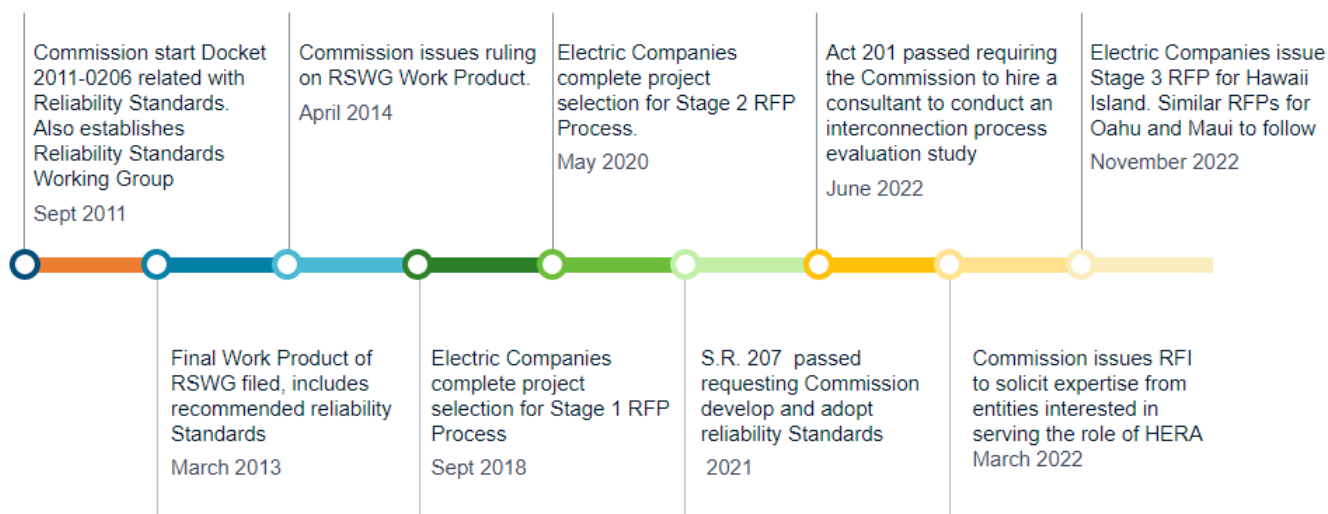 Commission start Docket
2011-0206 related with
Reliability Standards.
Also establishes
Reliability Standards
Working Group
Sept 2011
Final Work Product of
RSWG filed, includes
recommended reliability
Standards
March 2013
Commission issues ruling
on RSWG Work Product.
April 2014
Electric Companies
complete project
selection for Stage 1 RFP
Process
Sept 2018
Electric Companies
complete project
selection for Stage 2 RFP
Process.
May 2020
S.R. 207 passed
requesting Commission
develop and adopt
reliability Standards
2021
Act 201 passed requiring
the Commission to hire a
consultant to conduct an
interconnection process
evaluation study
June 2022
Commission issues RFI
to solicit expertise from
entities interested in
serving the role of HERA
March 2022
Electric Companies issue
Stage 3 RFP for Hawaii
Island. Similar RFPs for
Oahu and Maui to follow
November 2022